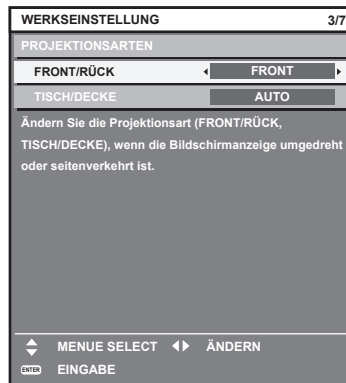 WERKSEINSTELLUNG 3/7
PROJEKTIONSARTEN
FRONT/RÜCK FRONT
TISCH/DECKE AUTO
Ändern Sie die Projektionsart (FRONT/RÜCK,
TISCH/DECKE), wenn die Bildschirmanzeige umgedreht
oder seitenverkehrt ist.
MENUE SELECT ÄNDERN
ENTER EINGABE